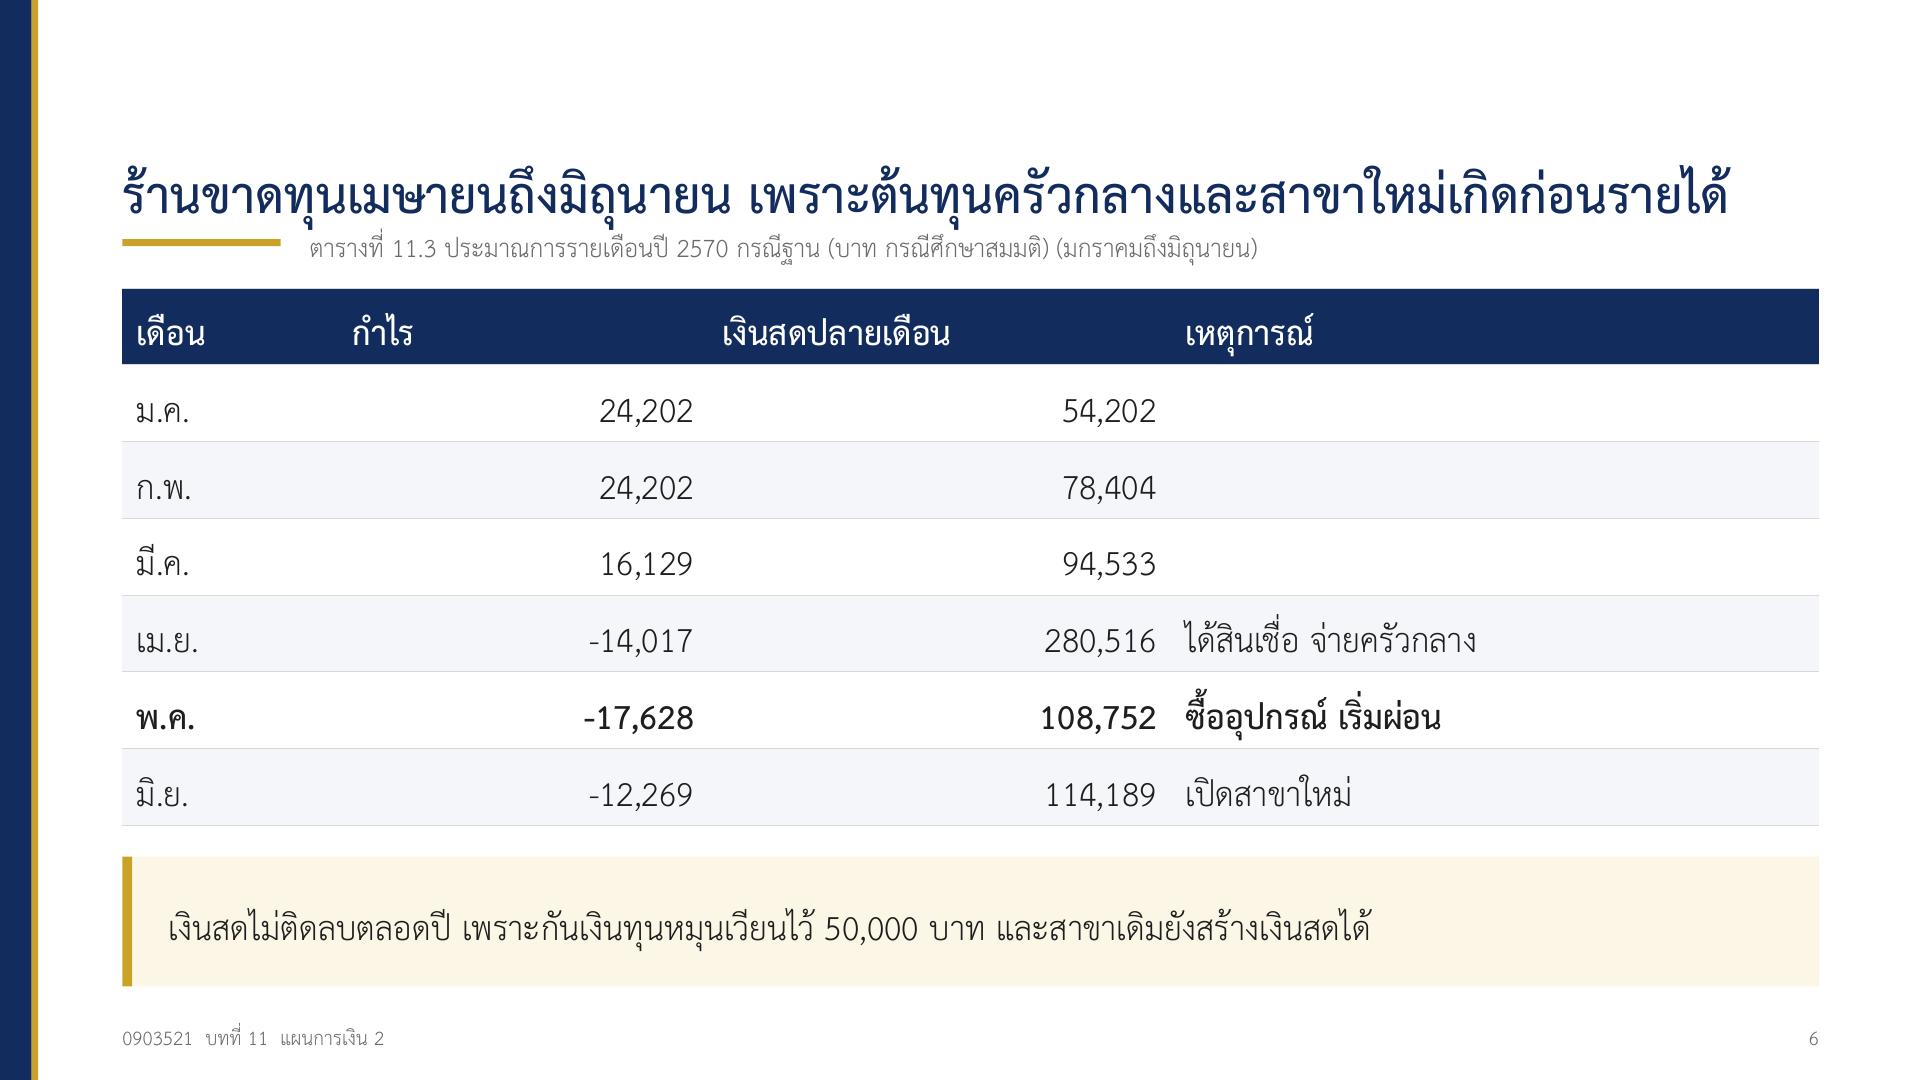 ร้านขาดทุนเมษายนถึงมิถุนายน เพราะต้นทุนครัวกลางและสาขาใหม่เกิดก่อนรายได้
ตารางที่ 11.3 ประมาณการรายเดือนปี 2570 กรณีฐาน (บาท กรณีศึกษาสมมติ) (มกราคมถึงมิถุนายน)
เดือน กำไร เงินสดปลายเดือน เหตุการณ์
ม.ค. 24,202 54,202
ก.พ. 24,202 78,404
มี.ค. 16,129 94,533
เม.ย. -14,017 280,516 ได้สินเชื่อ จ่ายครัวกลาง
พ.ค. -17,628 108,752 ซื้ออุปกรณ์ เริ่มผ่อน
มิ.ย. -12,269 114,189 เปิดสาขาใหม่
เงินสดไม่ติดลบตลอดปี เพราะกันเงินทุนหมุนเวียนไว้ 50,000 บาท และสาขาเดิมยังสร้างเงินสดได้
0903521 บทที่ 11 แผนการเงิน 2 6